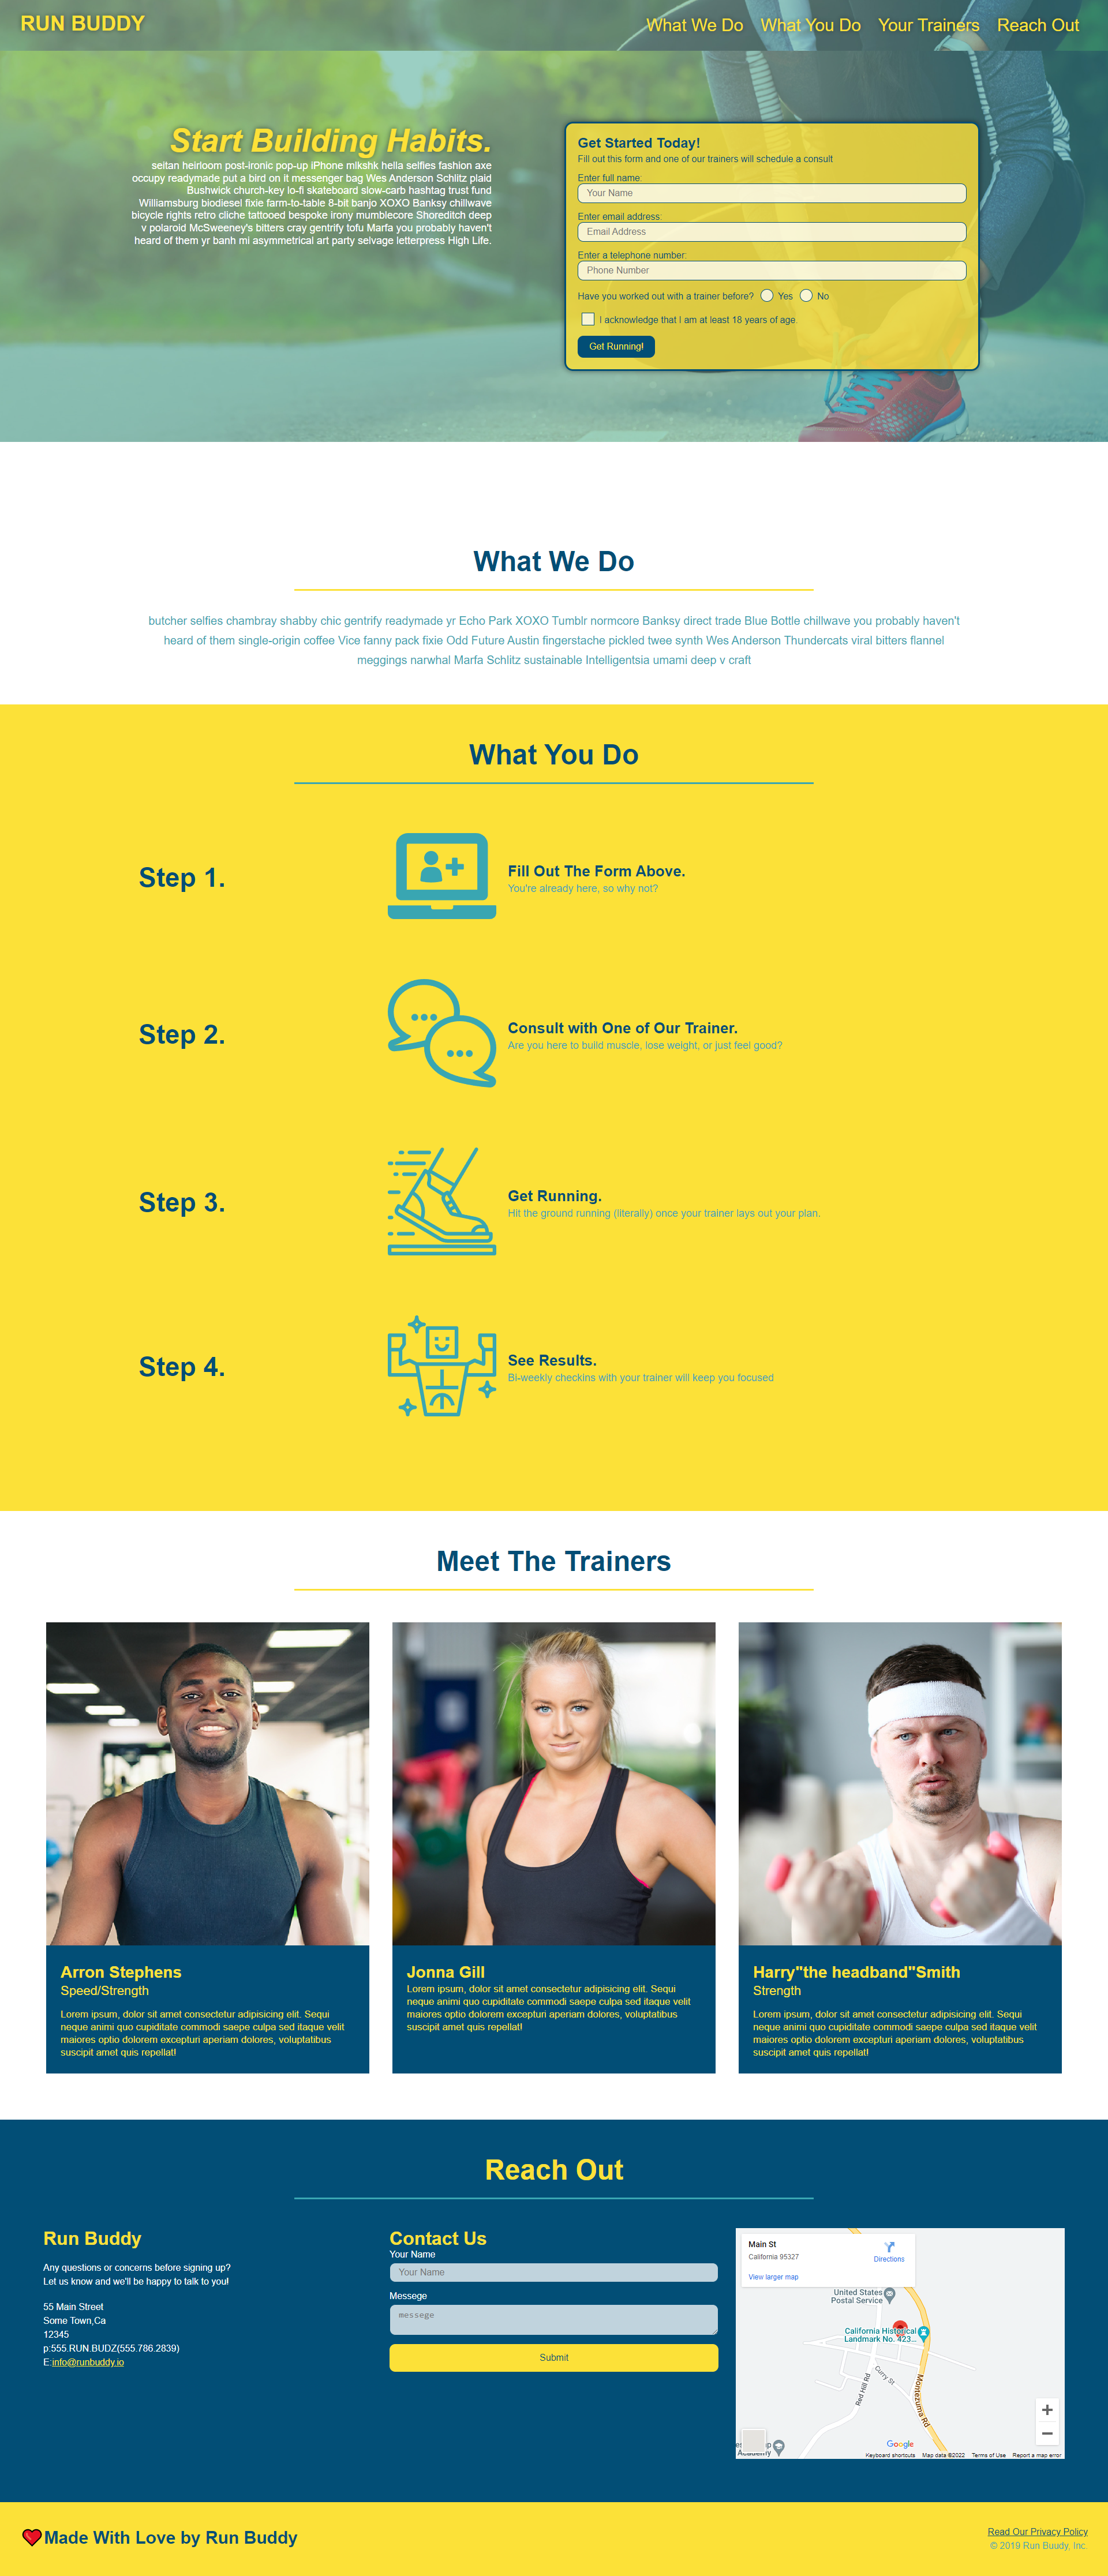 RUN BUDDY
What We Do What You Do Your Trainers Reach Out
Start Building Habits.
seitan heirloom post-ironic pop-up iPhone mlkshk hella selfies fashion axe
occupy readymade put a bird on it messenger bag Wes Anderson Schlitz plaid
Bushwick church-key lo-fi skateboard slow-carb hashtag trust fund
Williamsburg biodiesel fixie farm-to-table 8-bit banjo XOXO Banksy chillwave
bicycle rights retro cliche tattooed bespoke irony mumblecore Shoreditch deep
v polaroid McSweeney's bitters cray gentrify tofu Marfa you probably haven't
heard of them yr banh mi asymmetrical art party selvage letterpress High Life.
Get Started Today!
Fill out this form and one of our trainers will schedule a consult
Enter full name:
Your Name
Enter email address:
Email Address
Enter a telephone number:
Phone Number
Have you worked out with a trainer before? Yes No
I acknowledge that I am at least 18 years of age.
Get Running!
What We Do
butcher selfies chambray shabby chic gentrify readymade yr Echo Park XOXO Tumblr normcore Banksy direct trade Blue Bottle chillwave you probably haven't
heard of them single-origin coffee Vice fanny pack fixie Odd Future Austin fingerstache pickled twee synth Wes Anderson Thundercats viral bitters flannel
meggings narwhal Marfa Schlitz sustainable Intelligentsia umami deep v craft
What You Do
Step 1.
Fill Out The Form Above.
You're already here, so why not?
Step 2.
Consult with One of Our Trainer.
Are you here to build muscle, lose weight, or just feel good?
Step 3.
Get Running.
Hit the ground running (literally) once your trainer lays out your plan.
Step 4.
See Results.
Bi-weekly checkins with your trainer will keep you focused
Meet The Trainers
Arron Stephens
Speed/Strength
Lorem ipsum, dolor sit amet consectetur adipisicing elit. Sequi
neque animi quo cupiditate commodi saepe culpa sed itaque velit
maiores optio dolorem excepturi aperiam dolores, voluptatibus
suscipit amet quis repellat!
Jonna Gill
Lorem ipsum, dolor sit amet consectetur adipisicing elit. Sequi
neque animi quo cupiditate commodi saepe culpa sed itaque velit
maiores optio dolorem excepturi aperiam dolores, voluptatibus
suscipit amet quis repellat!
Harry"the headband"Smith
Strength
Lorem ipsum, dolor sit amet consectetur adipisicing elit. Sequi
neque animi quo cupiditate commodi saepe culpa sed itaque velit
maiores optio dolorem excepturi aperiam dolores, voluptatibus
suscipit amet quis repellat!
Reach Out
Run Buddy
Any questions or concerns before signing up?
Let us know and we'll be happy to talk to you!
55 Main Street
Some Town,Ca
12345
p:555.RUN.BUDZ(555.786.2839)
E:info@runbuddy.io
Contact Us
Your Name
Your Name
Messege
messege
Submit
Main St
California 95327
Directions
View larger map
United States
Postal Service
California Historical
Landmark No. 423...
Curry St
Red Hill Rd
Montezuma Rd
Google
Keyboard shortcuts Map data ©2022 Terms of Use Report a map error
Made With Love by Run Buddy
Read Our Privacy Policy
© 2019 Run Buudy, Inc.